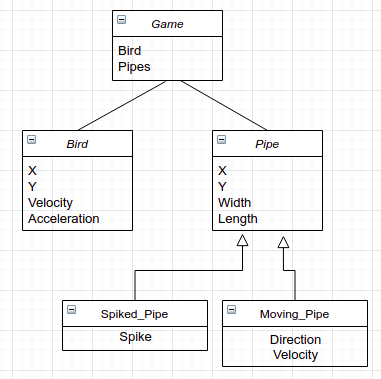 Game
Bird
Pipes
Bird
X
Y
Velocity
Acceleration
Pipe
X
Y
Width
Length
Spiked_Pipe
Spike
Moving_Pipe
Direction
Velocity